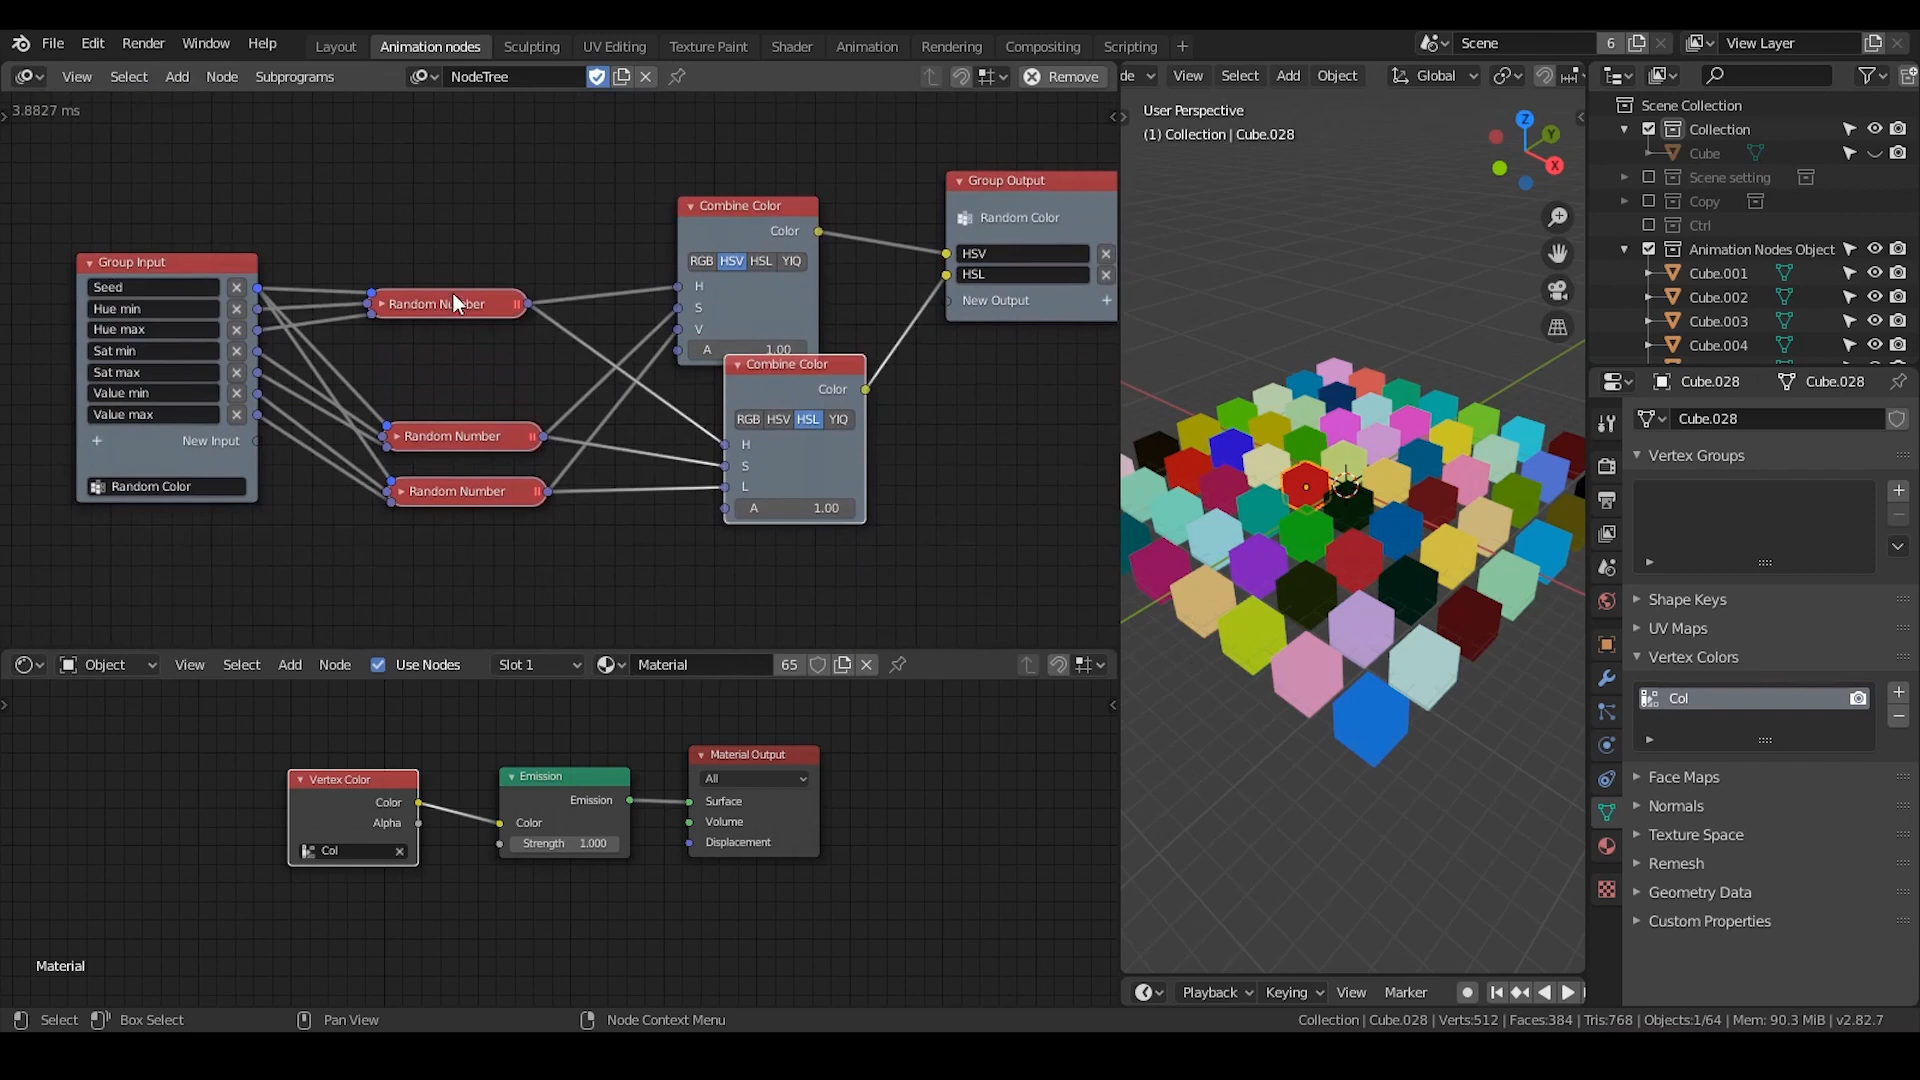 File Edit Render Window Help Layout Animation nodes Sculpting UV Editing Texture Paint Shader Animation Rendering Compositing Scripting + Scene 6 View Layer
View Select Add Node Subprograms NodeTree Remove
de View Select Add Object Global
3.8827 ms
User Perspective
(1) Collection | Cube.028
Z
Y
X
Scene Collection
Collection
Cube
Scene setting
Copy
Ctrl
Animation Nodes Object
Cube.001
Cube.002
Cube.003
Cube.004
Group Input
Seed
Hue min
Hue max
Sat min
Sat max
Value min
Value max
New Input
Random Color
Random Number
Random Number
Random Number
Combine Color
Color
RGB HSV HSL YIQ
H
S
V
A 1.00
Combine Color
Color
RGB HSV HSL YIQ
H
S
L
A 1.00
Group Output
Random Color
HSV
HSL
New Output
Cube.028 Cube.028
Cube.028
Vertex Groups
Shape Keys
UV Maps
Vertex Colors
Col
Face Maps
Normals
Texture Space
Remesh
Geometry Data
Custom Properties
Object View Select Add Node Use Nodes Slot 1 Material 65
Vertex Color
Color
Alpha
Col
Emission
Emission
Color
Strength 1.000
Material Output
All
Surface
Volume
Displacement
Material
Playback Keying View Marker
Select Box Select Pan View Node Context Menu
Collection | Cube.028 | Verts:512 | Faces:384 | Tris:768 | Objects:1/64 | Mem: 90.3 MiB | v2.82.7